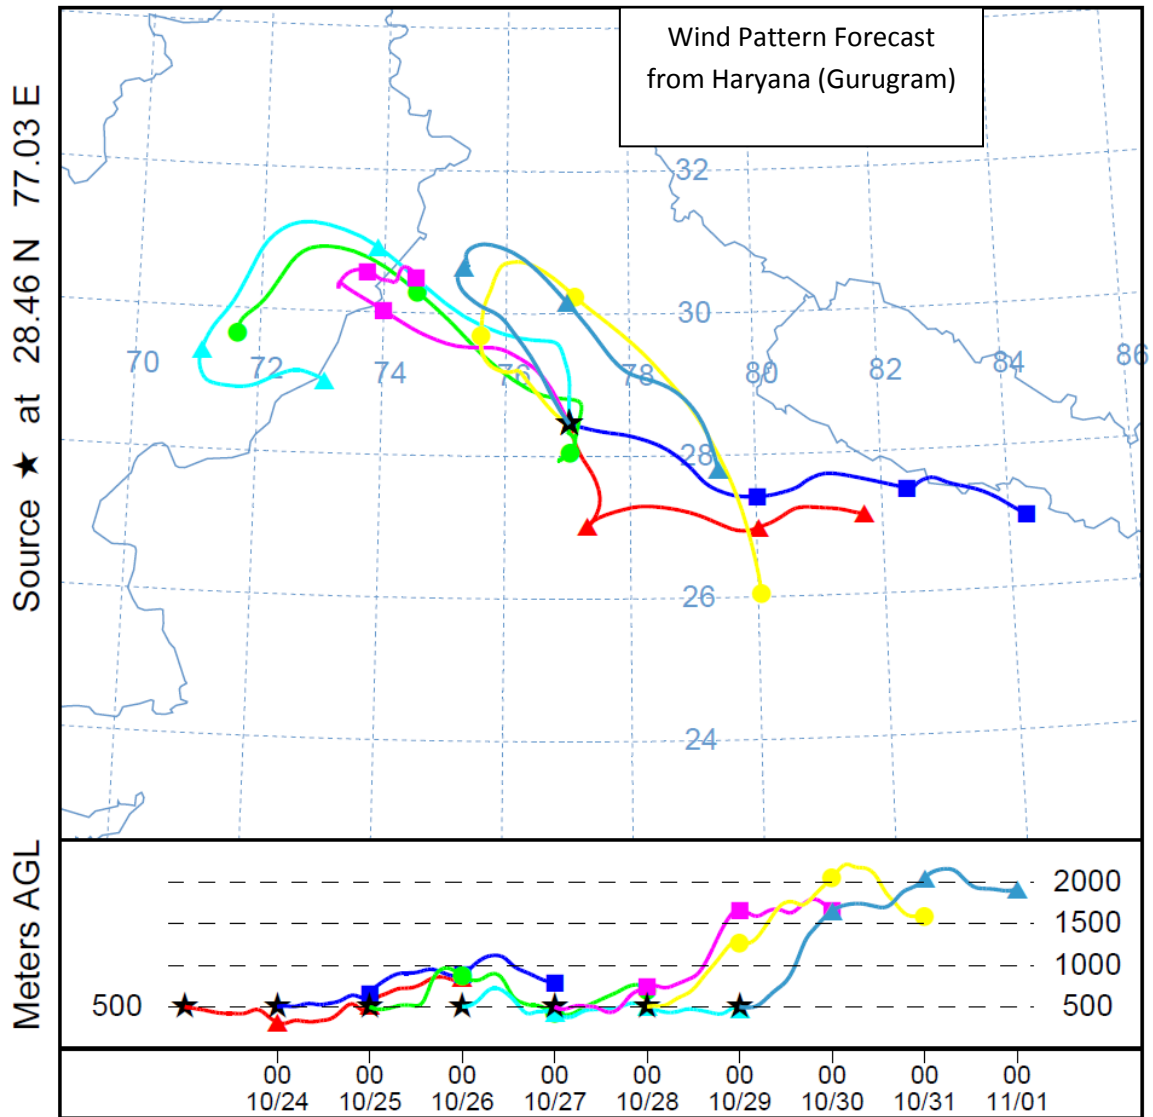 Wind Pattern Forecast
from Haryana (Gurugram)
Source ★ at 28.46 N 77.03 E
32
30
70 72 74 76 78 80 82 84 86
28
26
24
Meters AGL
2000
1500
1000
500 500
00 00 00 00 00 00 00 00 00
10/24 10/25 10/26 10/27 10/28 10/29 10/30 10/31 11/01